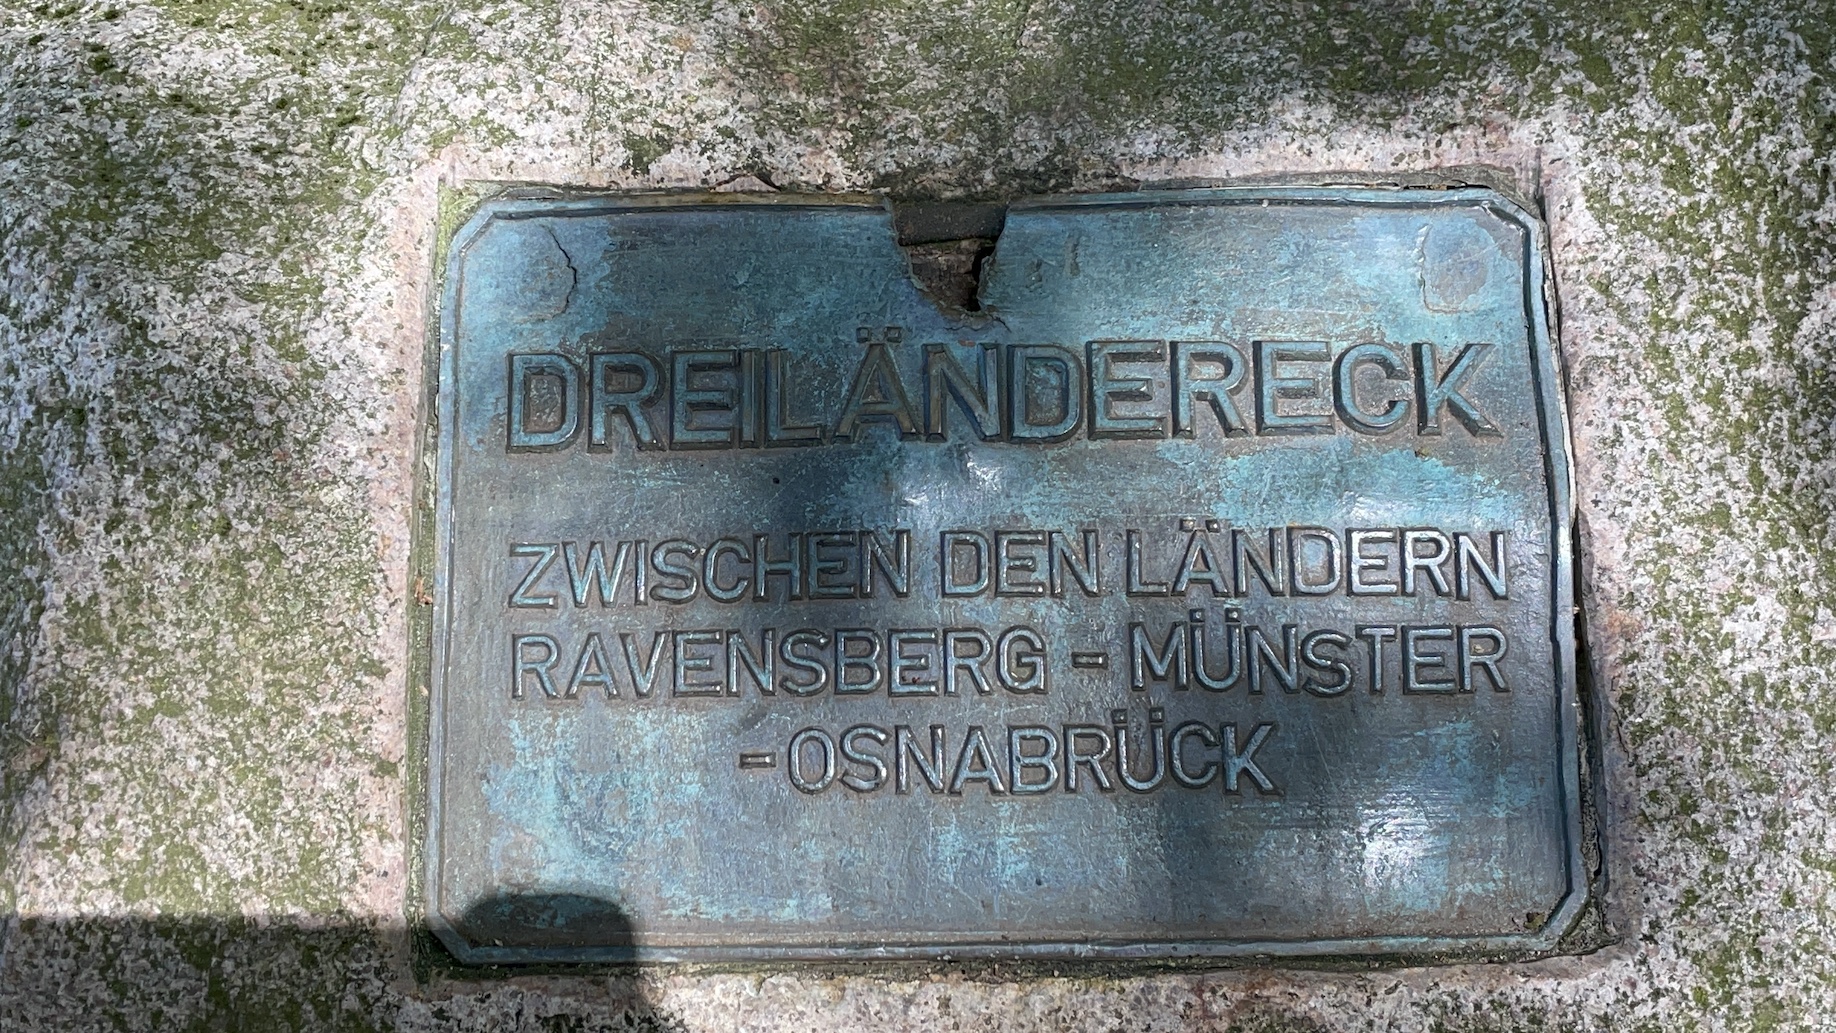 DREILÄNDERECK
ZWISCHEN DEN LÄNDERN
RAVENSBERG - MÜNSTER
- OSNABRÜCK